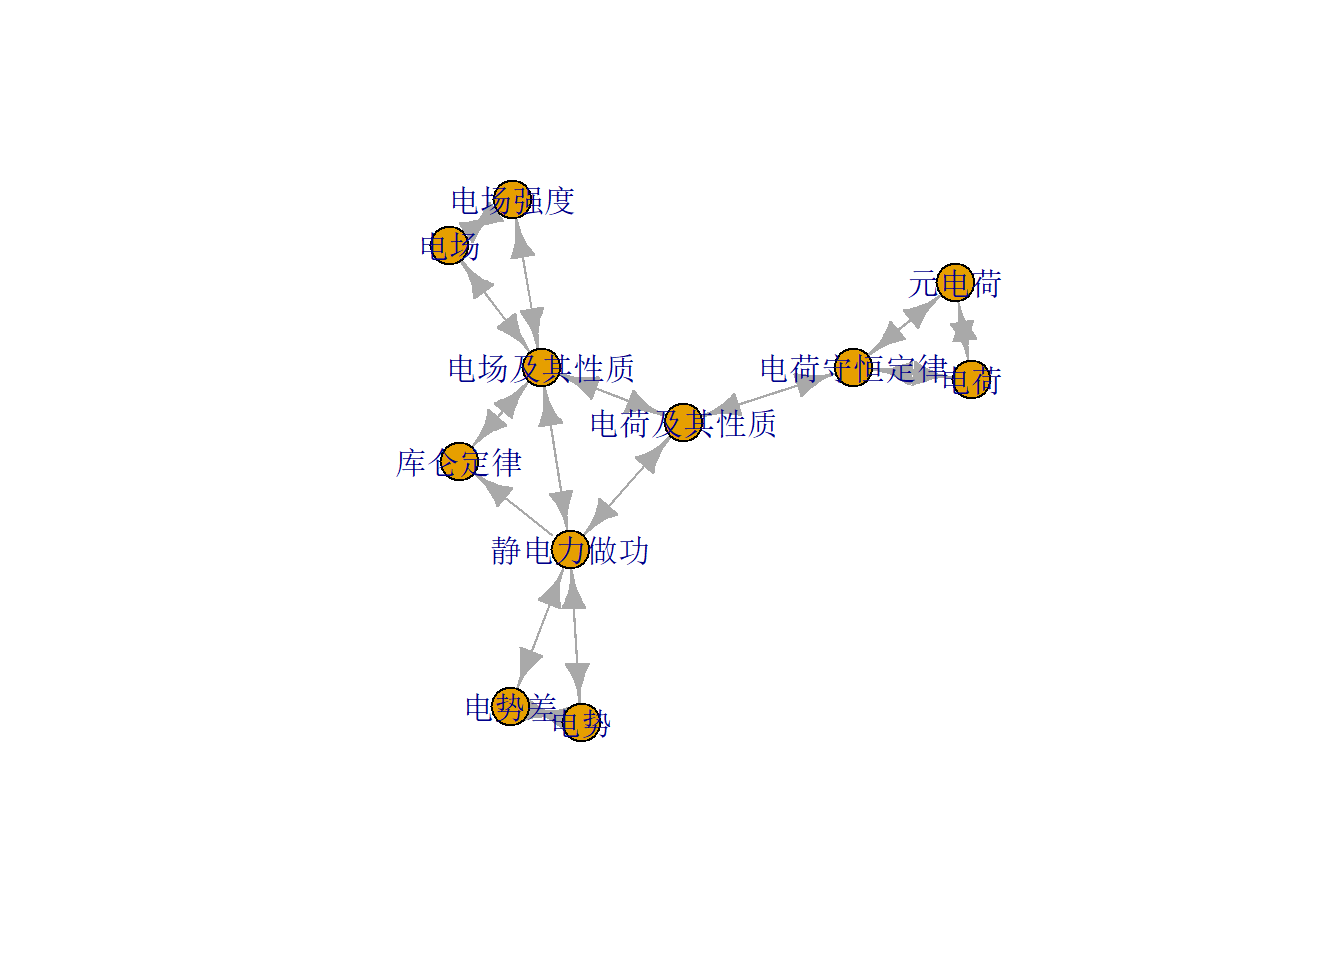 电场强度
电场
元电荷
电场及其性质
电荷守恒定律
电荷
电荷及其性质
库仑定律
静电力做功
电势差
电势